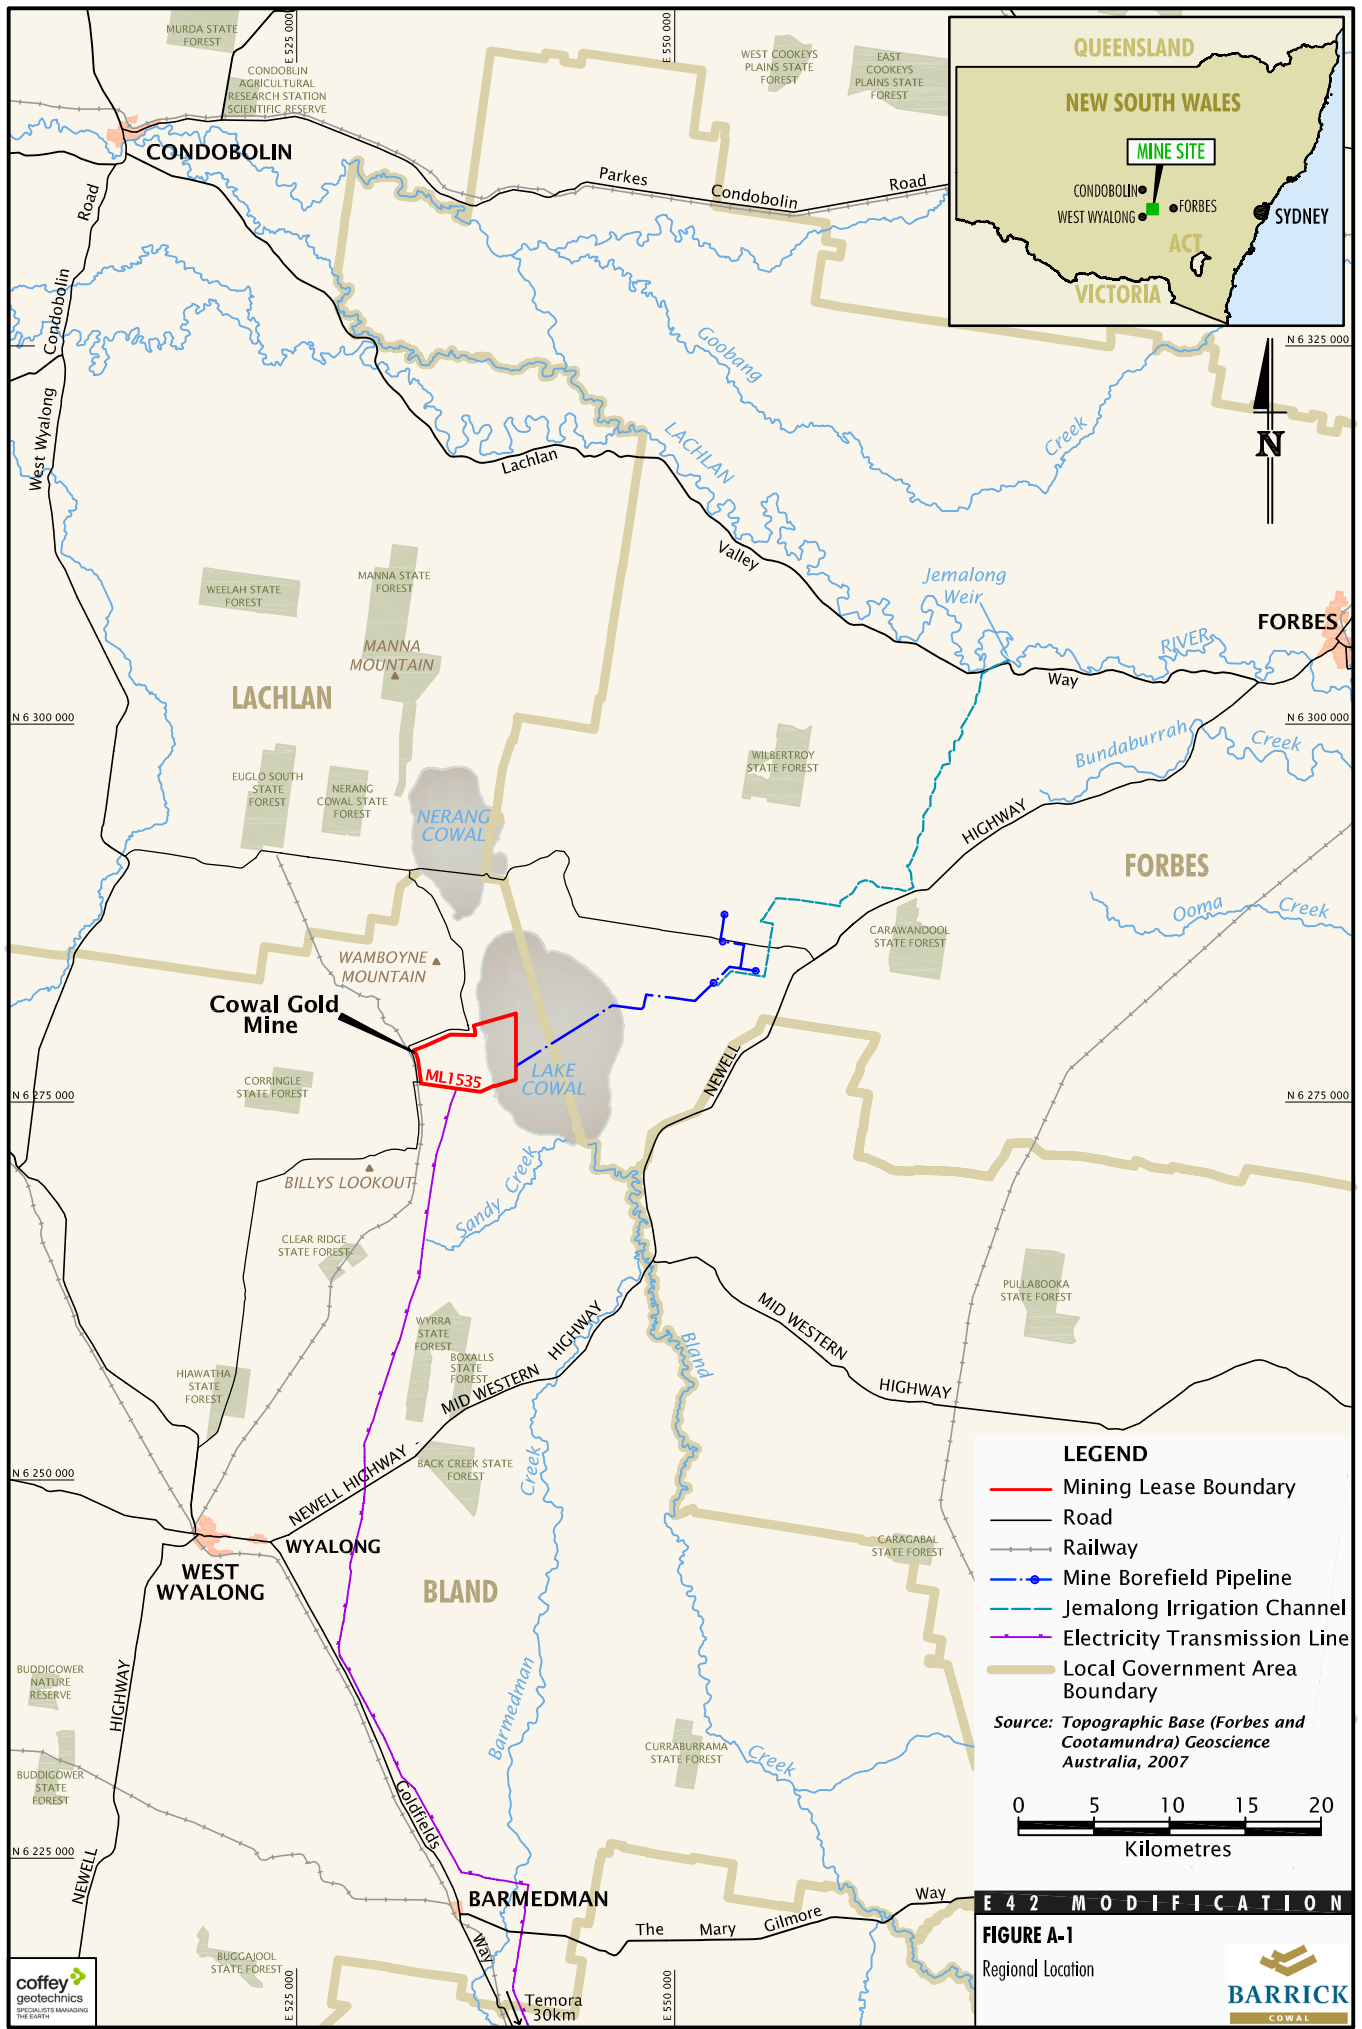 MURDA STATE
FOREST
E 525 000
E 550 000
CONDOBLIN
AGRICULTURAL
RESEARCH STATION
SCIENTIFIC RESERVE
WEST COOKEYS
PLAINS STATE
FOREST
EAST
COOKEYS
PLAINS STATE
FOREST
QUEENSLAND
NEW SOUTH WALES
MINE SITE
CONDOBOLIN
WEST WYALONG
FORBES
SYDNEY
ACT
VICTORIA
CONDOBOLIN
Parkes
Condobolin
Road
Road
Condobolin
West Wyalong
N 6 325 000
N
Goobang
Creek
LACHLAN
Lachlan
Valley
Jemalong
Weir
RIVER
Way
FORBES
WEELAH STATE
FOREST
MANNA STATE
FOREST
MANNA
MOUNTAIN
LACHLAN
N 6 300 000
N 6 300 000
Bundaburrah
Creek
WILBERTROY
STATE FOREST
EUGLO SOUTH
STATE
FOREST
NERANG
COWAL STATE
FOREST
NERANG
COWAL
HIGHWAY
FORBES
Ooma
Creek
CARAWANDOOL
STATE FOREST
WAMBOYNE
MOUNTAIN
Cowal Gold
Mine
ML1535
LAKE
COWAL
NEWELL
CORRINGLE
STATE FOREST
N 6 275 000
N 6 275 000
BILLYS LOOKOUT
Sandy Creek
CLEAR RIDGE
STATE FOREST
PULLABOOKA
STATE FOREST
WYRRA
STATE
FOREST
BOXALLS
STATE
FOREST
HIGHWAY
MID WESTERN
Bland
MID WESTERN
HIGHWAY
HIAWATHA
STATE
FOREST
BACK CREEK STATE
FOREST
NEWELL HIGHWAY
Creek
N 6 250 000
WYALONG
WEST
WYALONG
BLAND
CARAGABAL
STATE FOREST
BUDDIGOWER
NATURE
RESERVE
HIGHWAY
Barmedman
CURRABURRAMA
STATE FOREST
Creek
BUDDIGOWER
STATE
FOREST
Goldfields
N 6 225 000
NEWELL
BARMEDMAN
The Mary Gilmore Way
Way
BUGGAJOOL
STATE FOREST
E 525 000
E 550 000
Temora
30km
LEGEND
Mining Lease Boundary
Road
Railway
Mine Borefield Pipeline
Jemalong Irrigation Channel
Electricity Transmission Line
Local Government Area
Boundary
Source: Topographic Base (Forbes and
Cootamundra) Geoscience
Australia, 2007
0 5 10 15 20
Kilometres
E42 MODIFICATION
FIGURE A-1
Regional Location
BARRICK
COWAL
coffey
geotechnics
SPECIALISTS MANAGING
THE EARTH